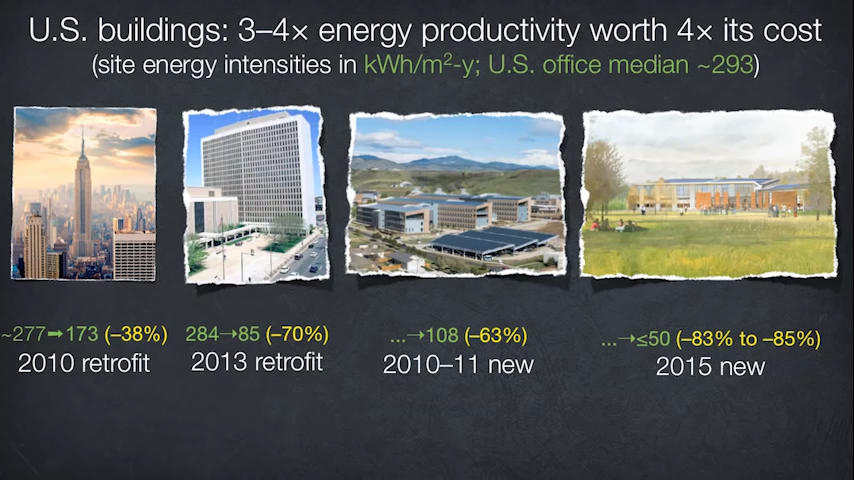 U.S. buildings: 3–4× energy productivity worth 4× its cost
(site energy intensities in kWh/m²-y; U.S. office median ~293)
~277➡173 (–38%)
2010 retrofit
284→85 (–70%)
2013 retrofit
...→108 (–63%)
2010–11 new
...→≤50 (–83% to –85%)
2015 new